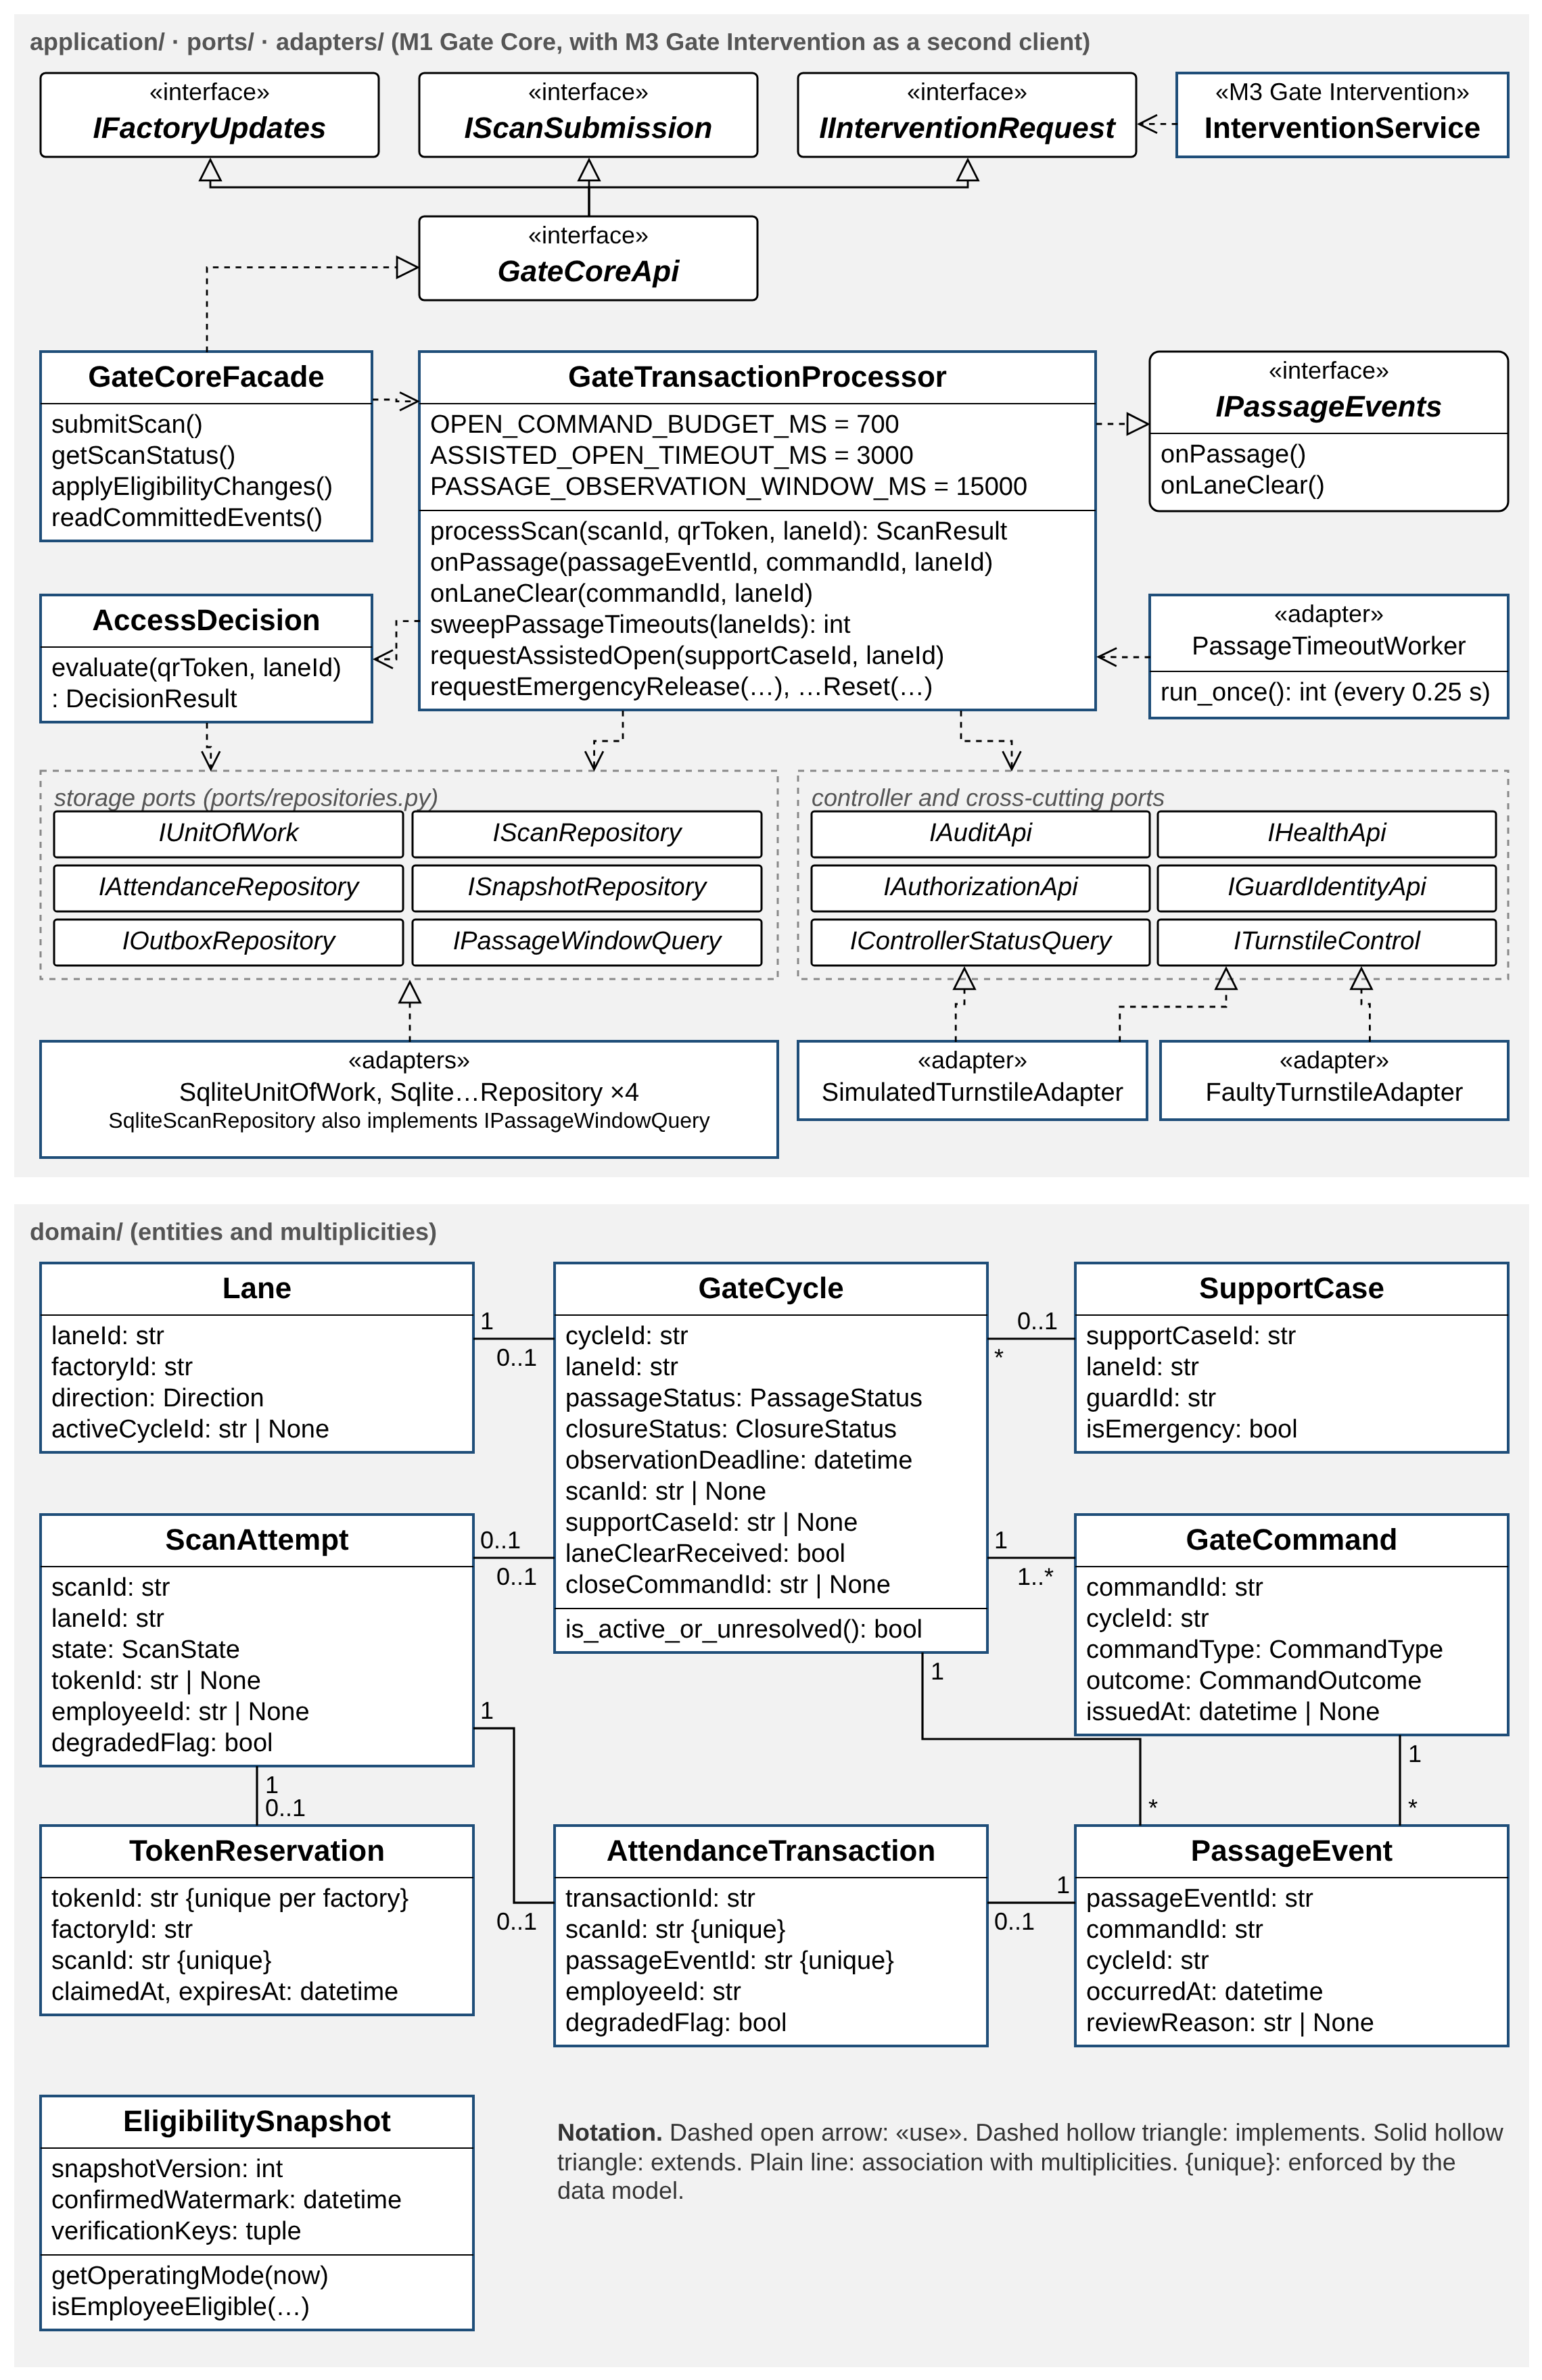 application/ · ports/ · adapters/ (M1 Gate Core, with M3 Gate Intervention as a second client)
«interface»
IFactoryUpdates
«interface»
IScanSubmission
«interface»
IInterventionRequest
«M3 Gate Intervention»
InterventionService
«interface»
GateCoreApi
GateCoreFacade
submitScan()
getScanStatus()
applyEligibilityChanges()
readCommittedEvents()
GateTransactionProcessor
OPEN_COMMAND_BUDGET_MS = 700
ASSISTED_OPEN_TIMEOUT_MS = 3000
PASSAGE_OBSERVATION_WINDOW_MS = 15000
processScan(scanId, qrToken, laneId): ScanResult
onPassage(passageEventId, commandId, laneId)
onLaneClear(commandId, laneId)
sweepPassageTimeouts(laneIds): int
requestAssistedOpen(supportCaseId, laneId)
requestEmergencyRelease(…), …Reset(…)
«interface»
IPassageEvents
onPassage()
onLaneClear()
AccessDecision
evaluate(qrToken, laneId)
: DecisionResult
«adapter»
PassageTimeoutWorker
run_once(): int (every 0.25 s)
storage ports (ports/repositories.py)
IUnitOfWork
IScanRepository
IAttendanceRepository
ISnapshotRepository
IOutboxRepository
IPassageWindowQuery
controller and cross-cutting ports
IAuditApi
IHealthApi
IAuthorizationApi
IGuardIdentityApi
IControllerStatusQuery
ITurnstileControl
«adapters»
SqliteUnitOfWork, Sqlite…Repository ×4
SqliteScanRepository also implements IPassageWindowQuery
«adapter»
SimulatedTurnstileAdapter
«adapter»
FaultyTurnstileAdapter
domain/ (entities and multiplicities)
Lane
laneId: str
factoryId: str
direction: Direction
activeCycleId: str | None
1
0..1
GateCycle
cycleId: str
laneId: str
passageStatus: PassageStatus
closureStatus: ClosureStatus
observationDeadline: datetime
scanId: str | None
supportCaseId: str | None
laneClearReceived: bool
closeCommandId: str | None
is_active_or_unresolved(): bool
0..1
*
SupportCase
supportCaseId: str
laneId: str
guardId: str
isEmergency: bool
ScanAttempt
scanId: str
laneId: str
state: ScanState
tokenId: str | None
employeeId: str | None
degradedFlag: bool
0..1
0..1
1
1..*
GateCommand
commandId: str
cycleId: str
commandType: CommandType
outcome: CommandOutcome
issuedAt: datetime | None
1
1
1
1
0..1
*
*
TokenReservation
tokenId: str {unique per factory}
factoryId: str
scanId: str {unique}
claimedAt, expiresAt: datetime
0..1
AttendanceTransaction
transactionId: str
scanId: str {unique}
passageEventId: str {unique}
employeeId: str
degradedFlag: bool
1
0..1
PassageEvent
passageEventId: str
commandId: str
cycleId: str
occurredAt: datetime
reviewReason: str | None
EligibilitySnapshot
snapshotVersion: int
confirmedWatermark: datetime
verificationKeys: tuple
getOperatingMode(now)
isEmployeeEligible(…)
Notation. Dashed open arrow: «use». Dashed hollow triangle: implements. Solid hollow
triangle: extends. Plain line: association with multiplicities. {unique}: enforced by the
data model.